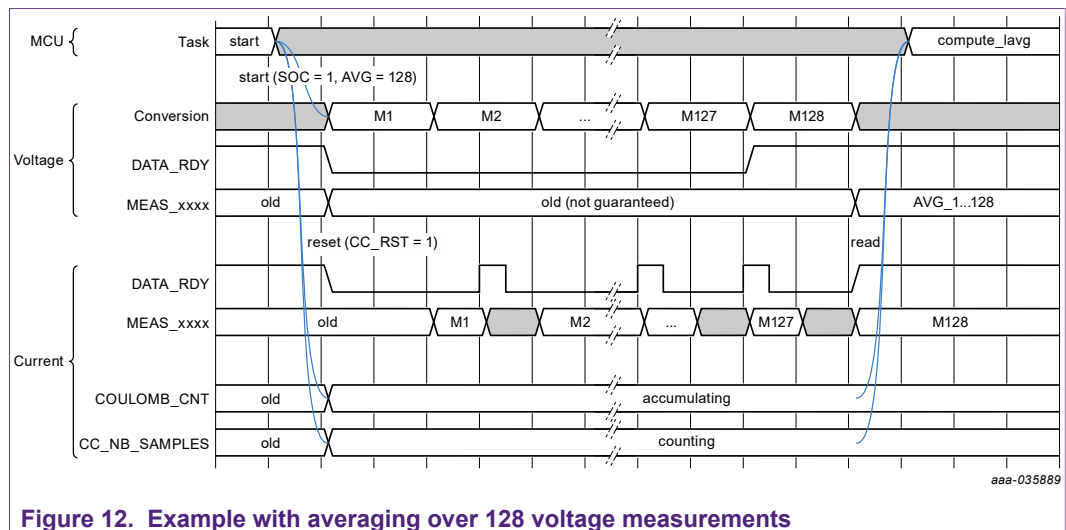 MCU
Task
start
compute_Iavg
start (SOC = 1, AVG = 128)
Voltage
Conversion
M1
M2
...
M127
M128
DATA_RDY
MEAS_xxxx
old
old (not guaranteed)
AVG_1...128
reset (CC_RST = 1)
read
Current
DATA_RDY
MEAS_xxxx
old
M1
M2
...
M127
M128
COULOMB_CNT
old
accumulating
CC_NB_SAMPLES
old
counting
aaa-035889
Figure 12. Example with averaging over 128 voltage measurements